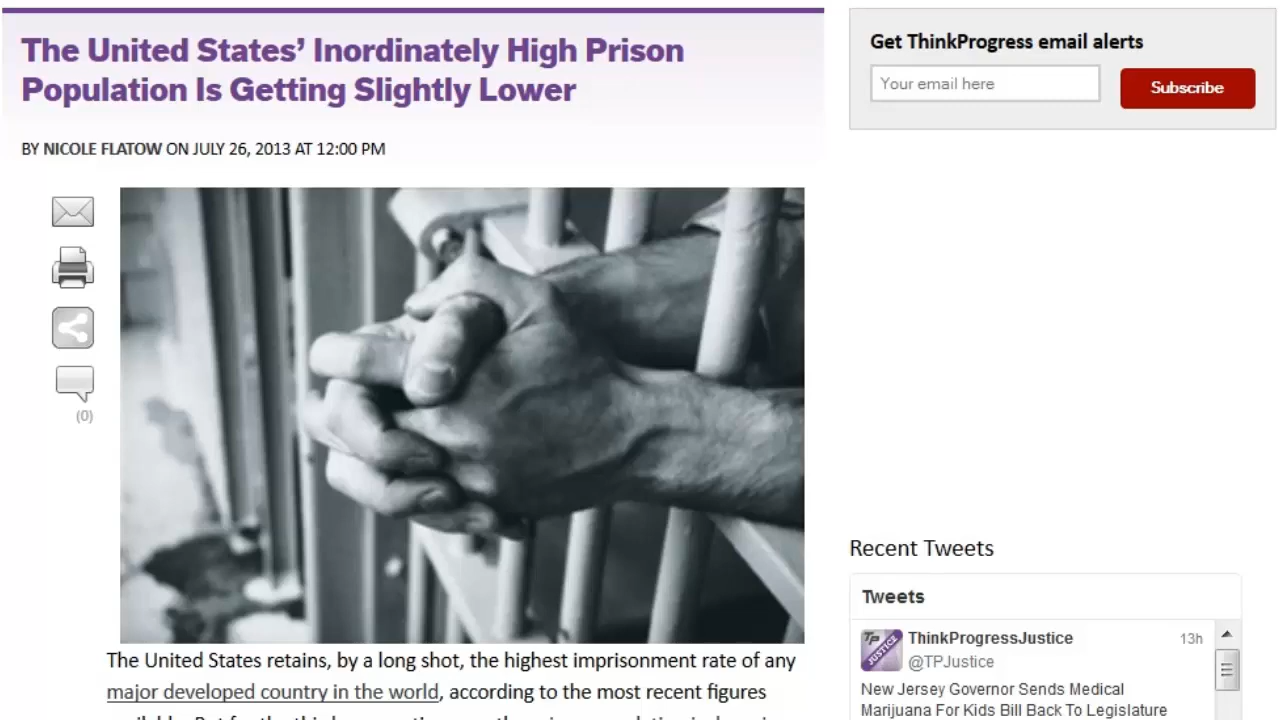 The United States’ Inordinately High Prison
Population Is Getting Slightly Lower
BY NICOLE FLATOW ON JULY 26, 2013 AT 12:00 PM
(0)
The United States retains, by a long shot, the highest imprisonment rate of any
major developed country in the world, according to the most recent figures
Get ThinkProgress email alerts
Your email here
Subscribe
Recent Tweets
Tweets
TP
JUSTICE
ThinkProgressJustice
13h
@TPJustice
New Jersey Governor Sends Medical
Marijuana For Kids Bill Back To Legislature